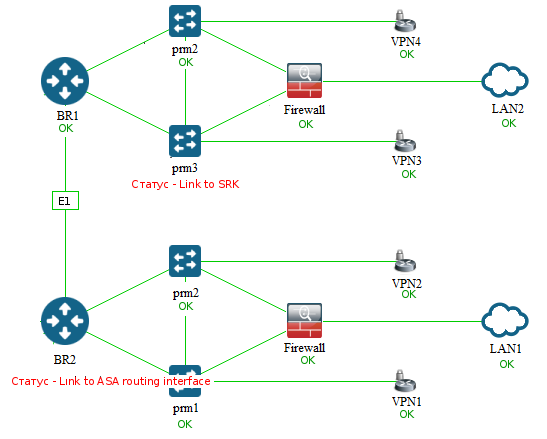 prm2
OK
VPN4
OK
BR1
OK
Firewall
OK
LAN2
OK
prm3
Статус - Link to SRK
VPN3
OK
E1
prm2
OK
VPN2
OK
BR2
Firewall
OK
LAN1
OK
Статус - Link to ASA routing interface
prm1
OK
VPN1
OK